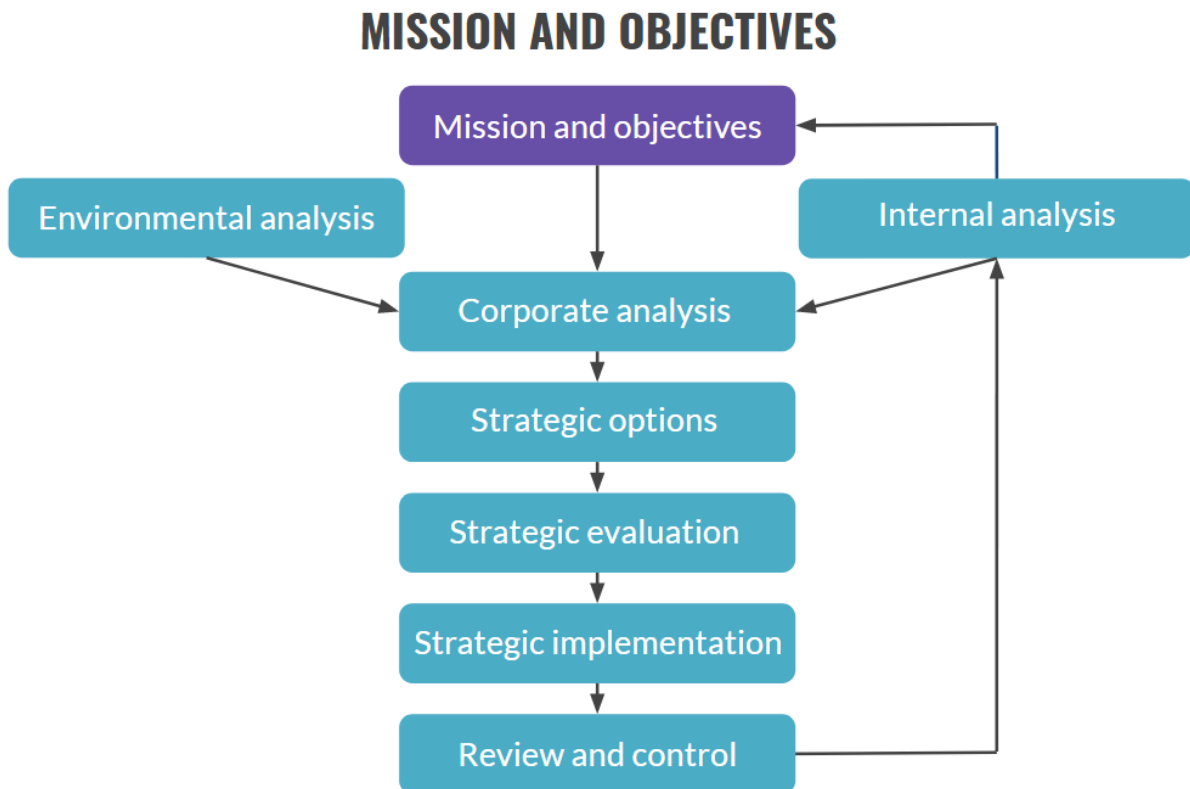 MISSION AND OBJECTIVES
Mission and objectives
Environmental analysis
Internal analysis
Corporate analysis
Strategic options
Strategic evaluation
Strategic implementation
Review and control